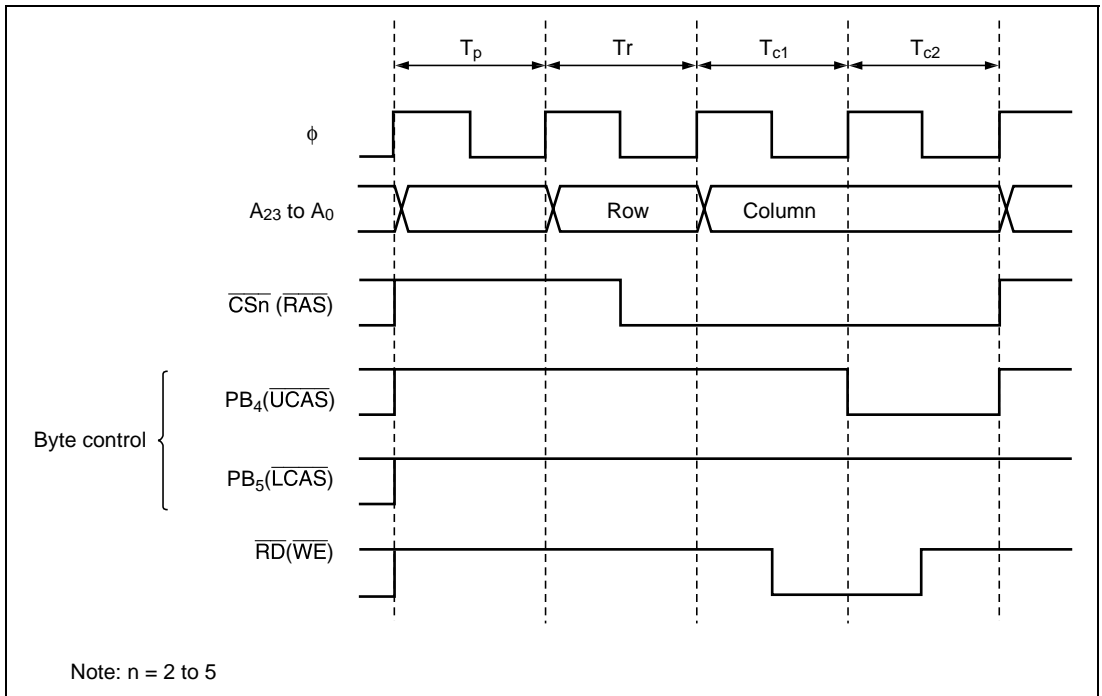 Tp Tr Tc1 Tc2
φ
A23 to A0
Row Column
CSn (RAS)
PB4(UCAS)
Byte control
PB5(LCAS)
RD(WE)
Note: n = 2 to 5